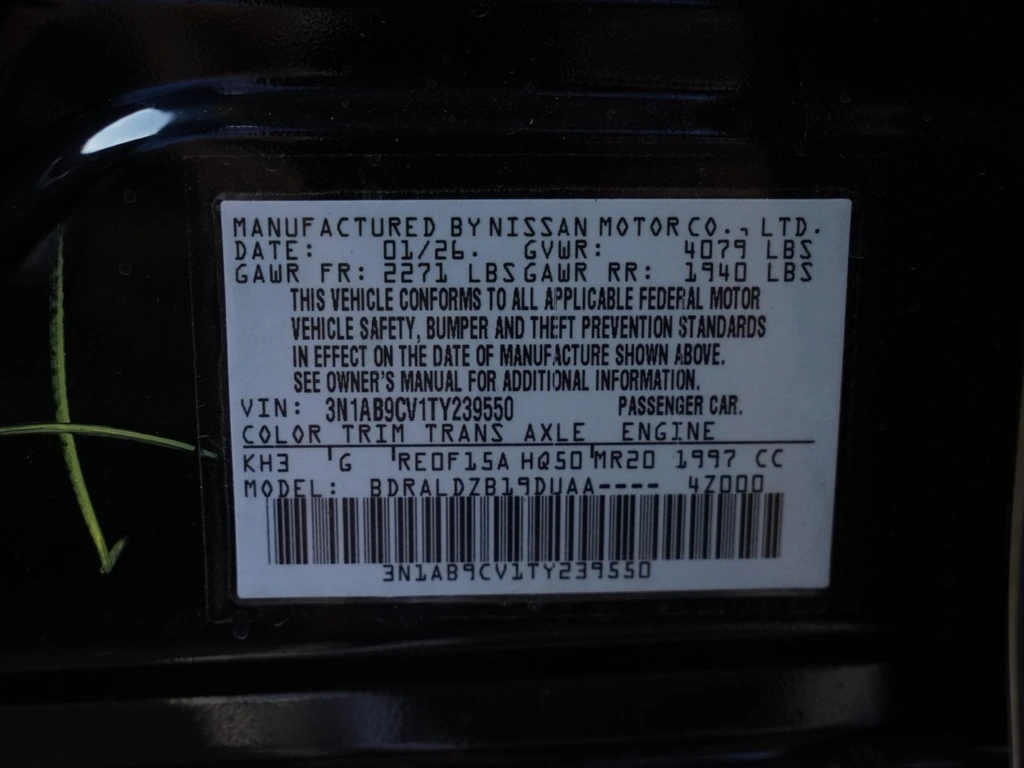 MANUFACTURED BY NISSAN MOTOR CO., LTD.
DATE: 01/26. GVWR: 4079 LBS
GAWR FR: 2271 LBS GAWR RR: 1940 LBS
THIS VEHICLE CONFORMS TO ALL APPLICABLE FEDERAL MOTOR
VEHICLE SAFETY, BUMPER AND THEFT PREVENTION STANDARDS
IN EFFECT ON THE DATE OF MANUFACTURE SHOWN ABOVE.
SEE OWNER'S MANUAL FOR ADDITIONAL INFORMATION.
VIN: 3N1AB9CV1TY239550 PASSENGER CAR.
COLOR TRIM TRANS AXLE ENGINE
KH3 G RE0F15A HQ50 MR20 1997 CC
MODEL: BDRALDZB19DUAA---- 4Z000
3N1AB9CV1TY239550